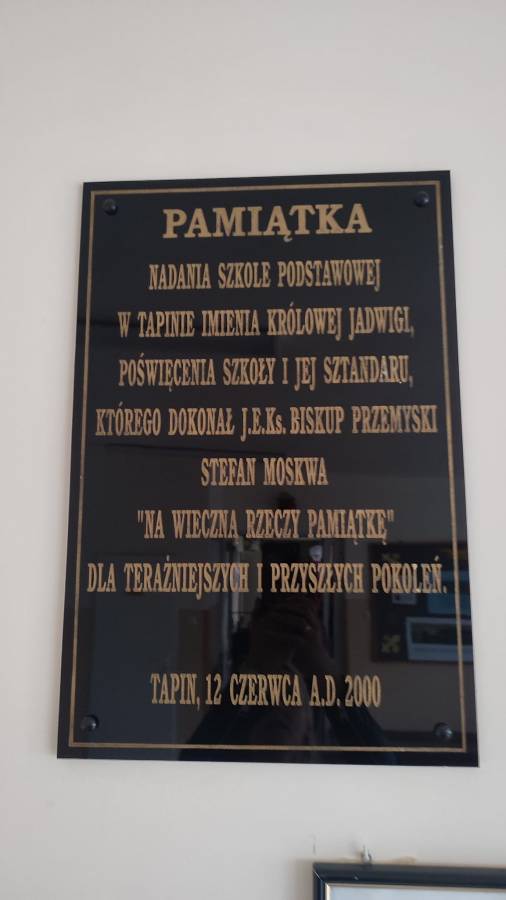 PAMIĄTKA
NADANIA SZKOLE PODSTAWOWEJ
W TAPINIE IMIENIA KRÓLOWEJ JADWIGI,
POŚWIĘCENIA SZKOŁY I JEJ SZTANDARU,
KTÓREGO DOKONAŁ J.E.Ks. BISKUP PRZEMYSKI
STEFAN MOSKWA
"NA WIECZNA RZECZY PAMIĄTKĘ"
DLA TERAŹNIEJSZYCH I PRZYSZŁYCH POKOLEŃ.
TAPIN, 12 CZERWCA A.D. 2000